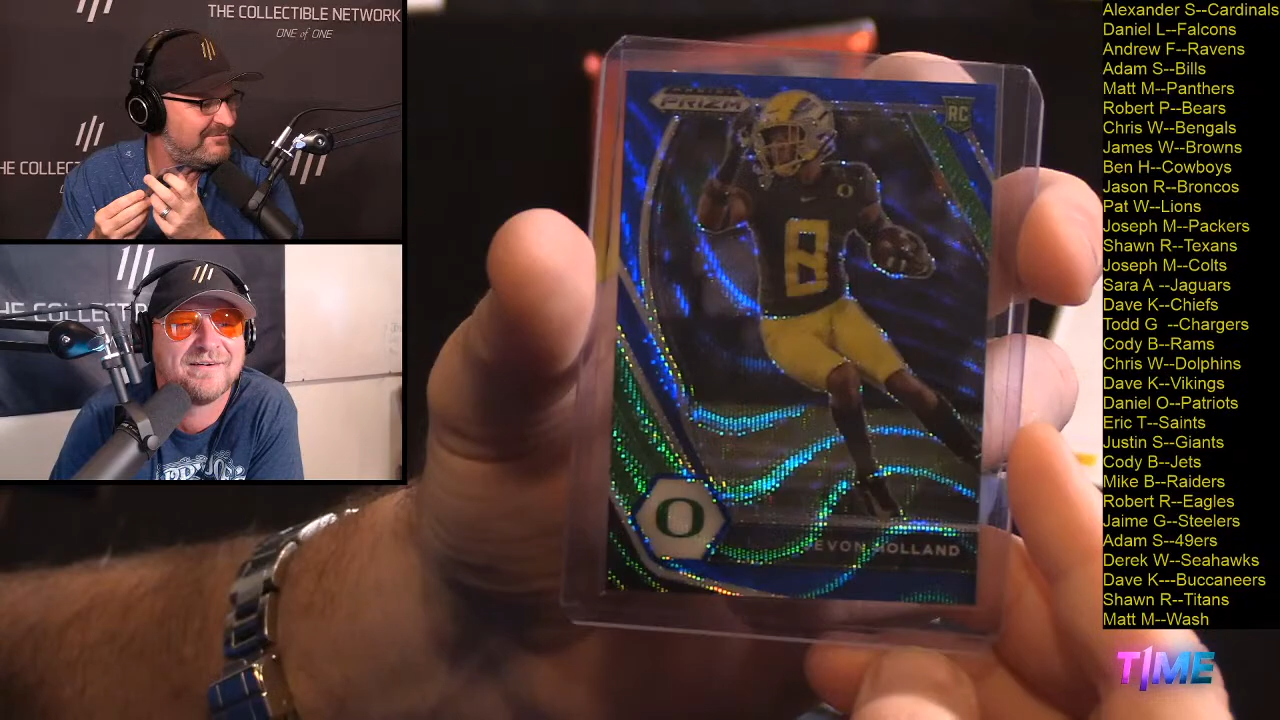 THE COLLECTIBLE NETWORK
ONE of ONE
THE COLLEC
THE COLLECTIB
PANINI
PRIZM
RC
O
8
O
EVON HOLLAND
Alexander S--Cardinals
Daniel L--Falcons
Andrew F--Ravens
Adam S--Bills
Matt M--Panthers
Robert P--Bears
Chris W--Bengals
James W--Browns
Ben H--Cowboys
Jason R--Broncos
Pat W--Lions
Joseph M--Packers
Shawn R--Texans
Joseph M--Colts
Sara A --Jaguars
Dave K--Chiefs
Todd G --Chargers
Cody B--Rams
Chris W--Dolphins
Dave K--Vikings
Daniel O--Patriots
Eric T--Saints
Justin S--Giants
Cody B--Jets
Mike B--Raiders
Robert R--Eagles
Jaime G--Steelers
Adam S--49ers
Derek W--Seahawks
Dave K---Buccaneers
Shawn R--Titans
Matt M--Wash
T1ME